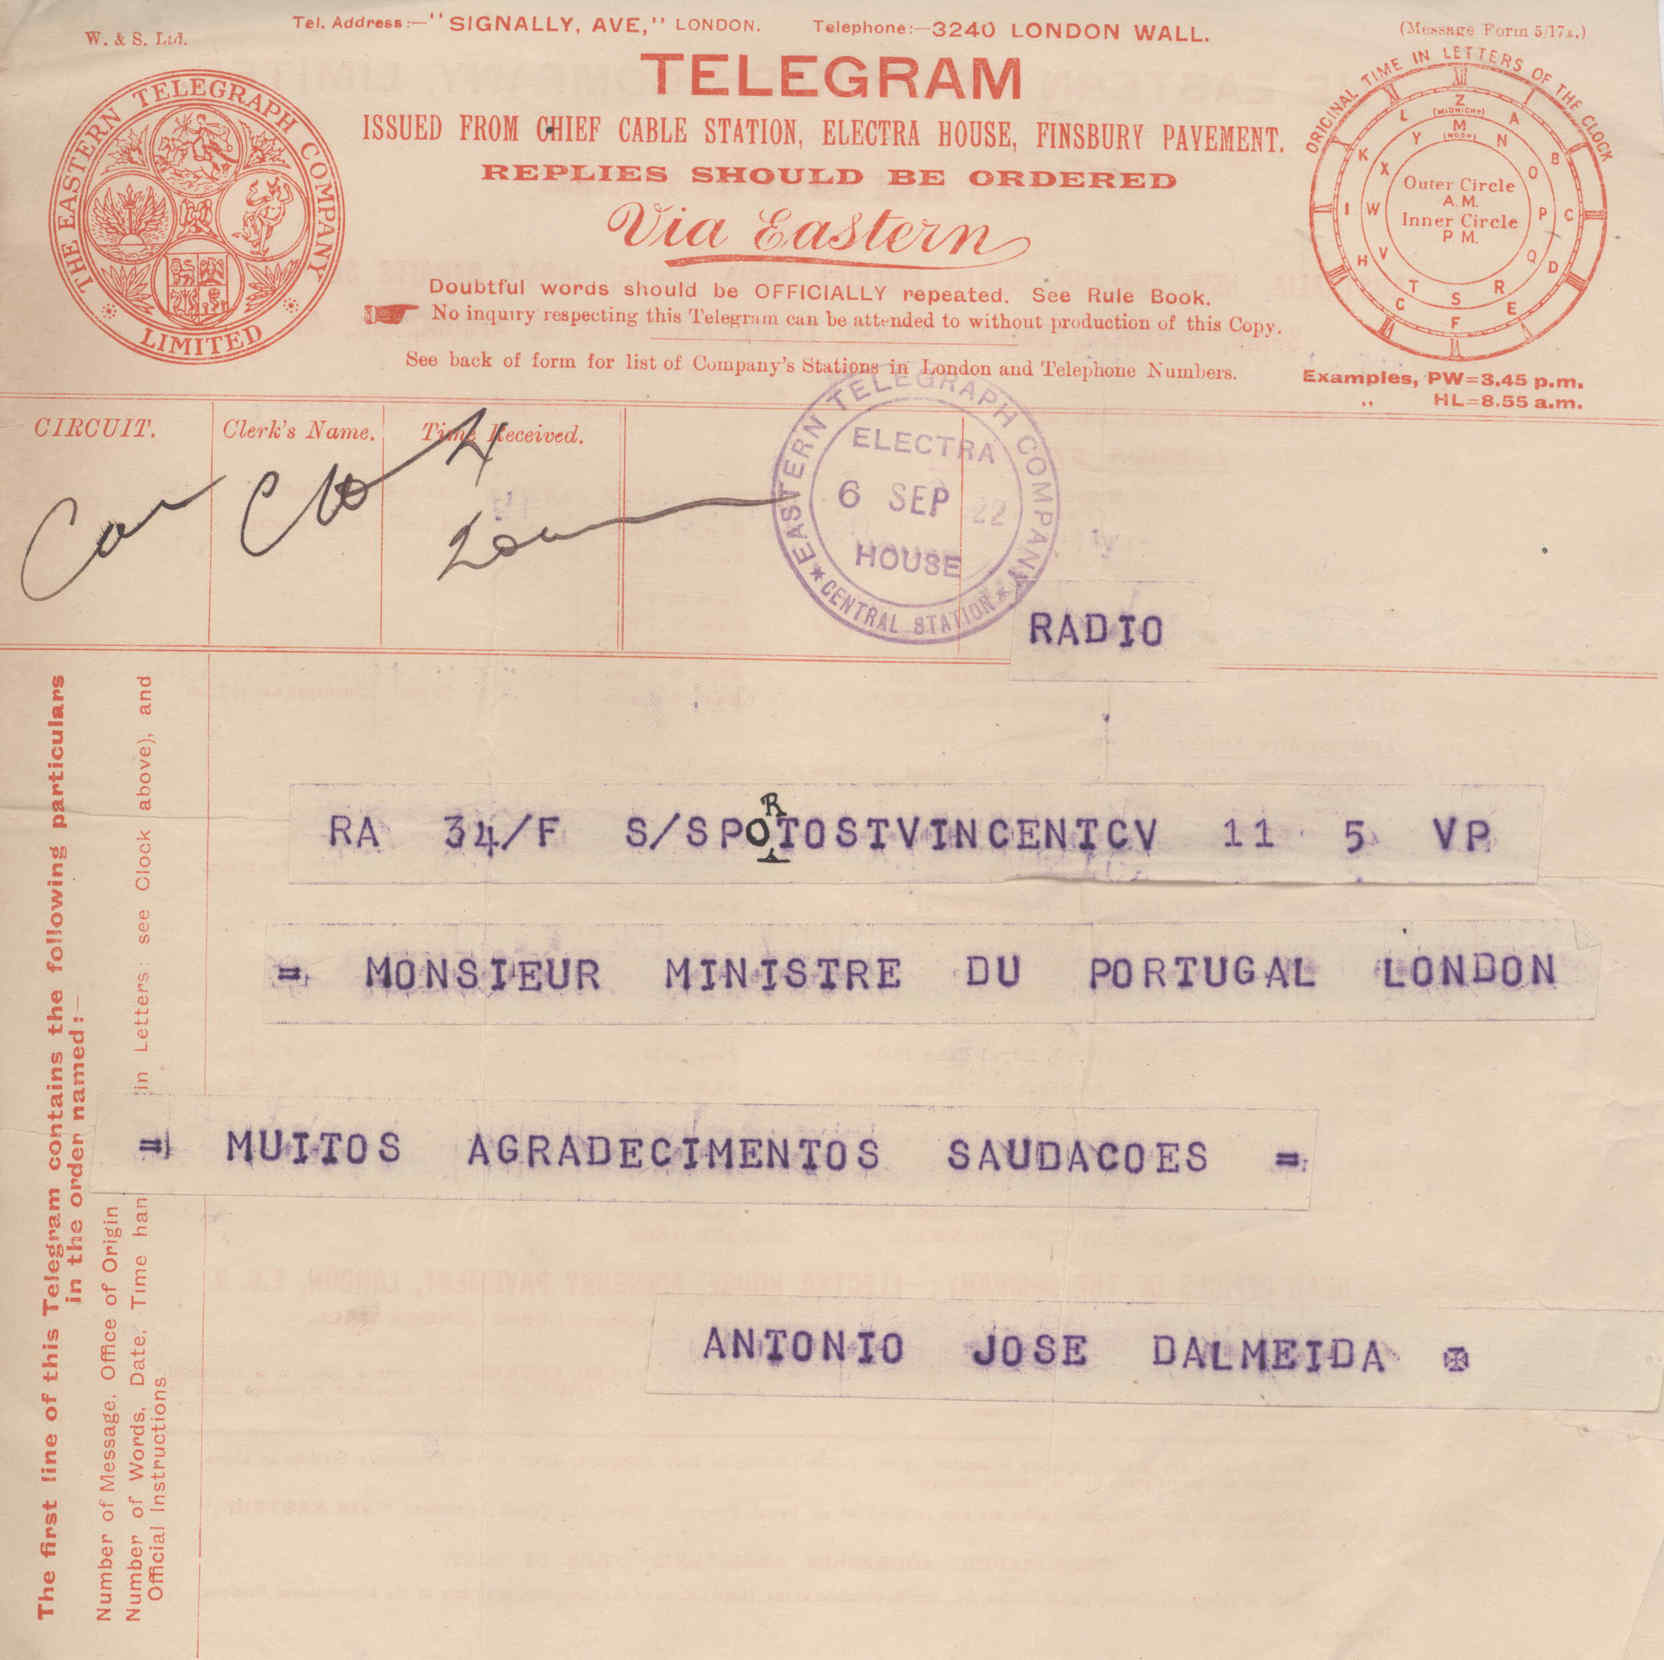 W. & S. Ltd.
Tel. Address:—"SIGNALLY, AVE," LONDON. Telephone:—3240 LONDON WALL.
(Message Form 5/17A.)
TELEGRAM
ISSUED FROM CHIEF CABLE STATION, ELECTRA HOUSE, FINSBURY PAVEMENT.
REPLIES SHOULD BE ORDERED
Via Eastern
Doubtful words should be OFFICIALLY repeated. See Rule Book.
No inquiry respecting this Telegram can be attended to without production of this Copy.
See back of form for list of Company's Stations in London and Telephone Numbers.
THE EASTERN TELEGRAPH COMPANY
LIMITED
ORIGINAL TIME IN LETTERS OF THE CLOCK
Z
(MIDNIGHT)
A
B
C
D
E
F
G
H
I
K
L
M
(NOON)
N
O
P
Q
R
S
T
V
W
X
Y
Outer Circle
A.M.
Inner Circle
P M.
Examples, PW=3.45 p.m.
,, HL=8.55 a.m.
CIRCUIT. Clerk's Name. Time Received.
EASTERN TELEGRAPH COMPANY
ELECTRA
6 SEP 22
HOUSE
* CENTRAL STATION *
RADIO
R
RA 34/F S/SPOTOSTVINCENTCV 11 5 VP
= MONSIEUR MINISTRE DU PORTUGAL LONDON
= MUITOS AGRADECIMENTOS SAUDACOES =
ANTONIO JOSE DALMEIDA
The first line of this Telegram contains the following particulars
in the order named:—
Number of Message, Office of Origin
Number of Words, Date, Time han in Letters: see Clock above), and
Official Instructions